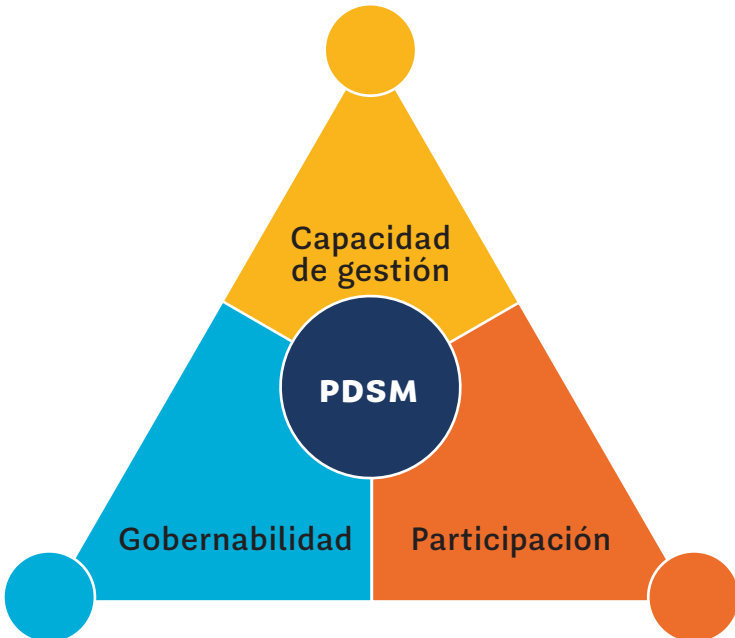 Capacidad
de gestión
PDSM
Gobernabilidad
Participación